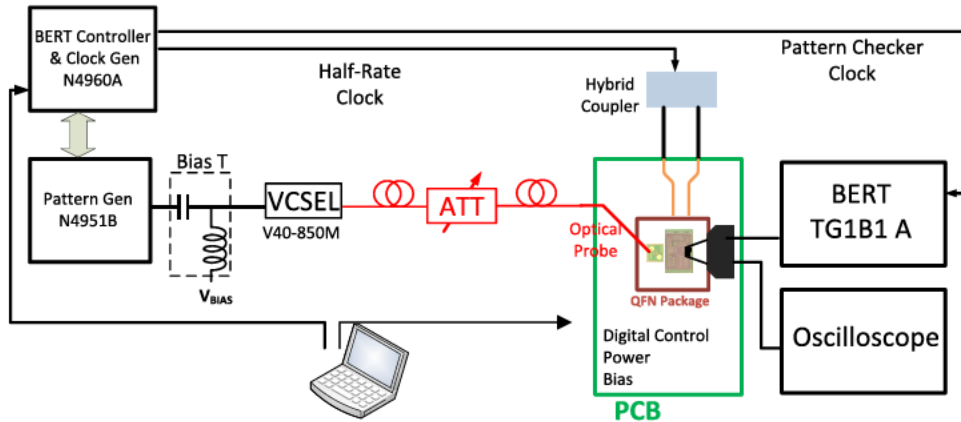 BERT Controller
& Clock Gen
N4960A
Half-Rate
Clock
Hybrid
Coupler
Pattern Checker
Clock
Pattern Gen
N4951B
Bias T
VBIAS
VCSEL
V40-850M
ATT
Optical
Probe
QFN Package
Digital Control
Power
Bias
PCB
BERT
TG1B1 A
Oscilloscope